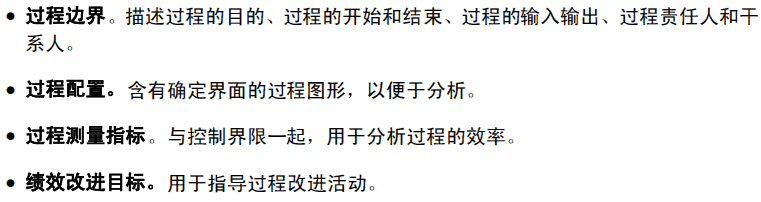 • 过程边界。描述过程的目的、过程的开始和结束、过程的输入输出、过程责任人和干
系人。
• 过程配置。含有确定界面的过程图形，以便于分析。
• 过程测量指标。与控制界限一起，用于分析过程的效率。
• 绩效改进目标。用于指导过程改进活动。